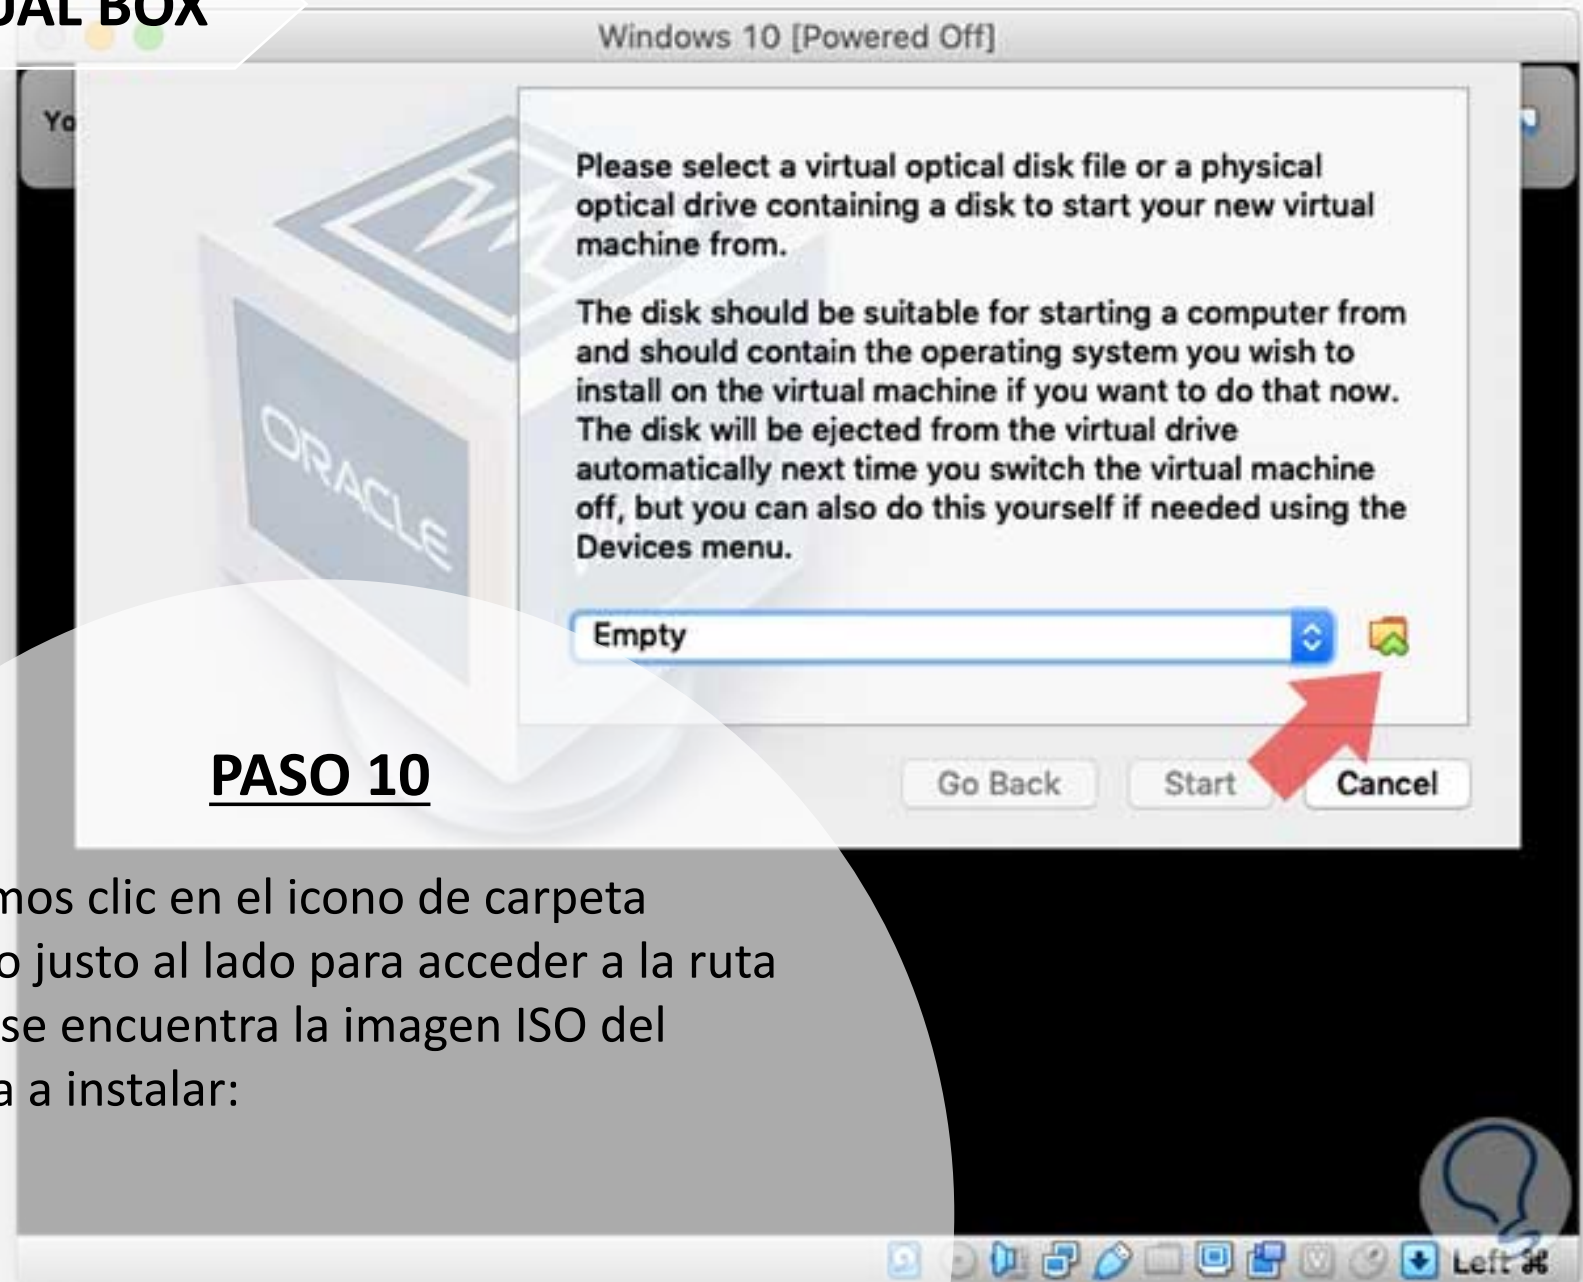 UAL BOX
Windows 10 [Powered Off]
Yo
Please select a virtual optical disk file or a physical
optical drive containing a disk to start your new virtual
machine from.
The disk should be suitable for starting a computer from
and should contain the operating system you wish to
install on the virtual machine if you want to do that now.
The disk will be ejected from the virtual drive
automatically next time you switch the virtual machine
off, but you can also do this yourself if needed using the
Devices menu.
ORACLE
Empty
Go Back Start Cancel
PASO 10
mos clic en el icono de carpeta
o justo al lado para acceder a la ruta
se encuentra la imagen ISO del
a a instalar:
Left ⌘